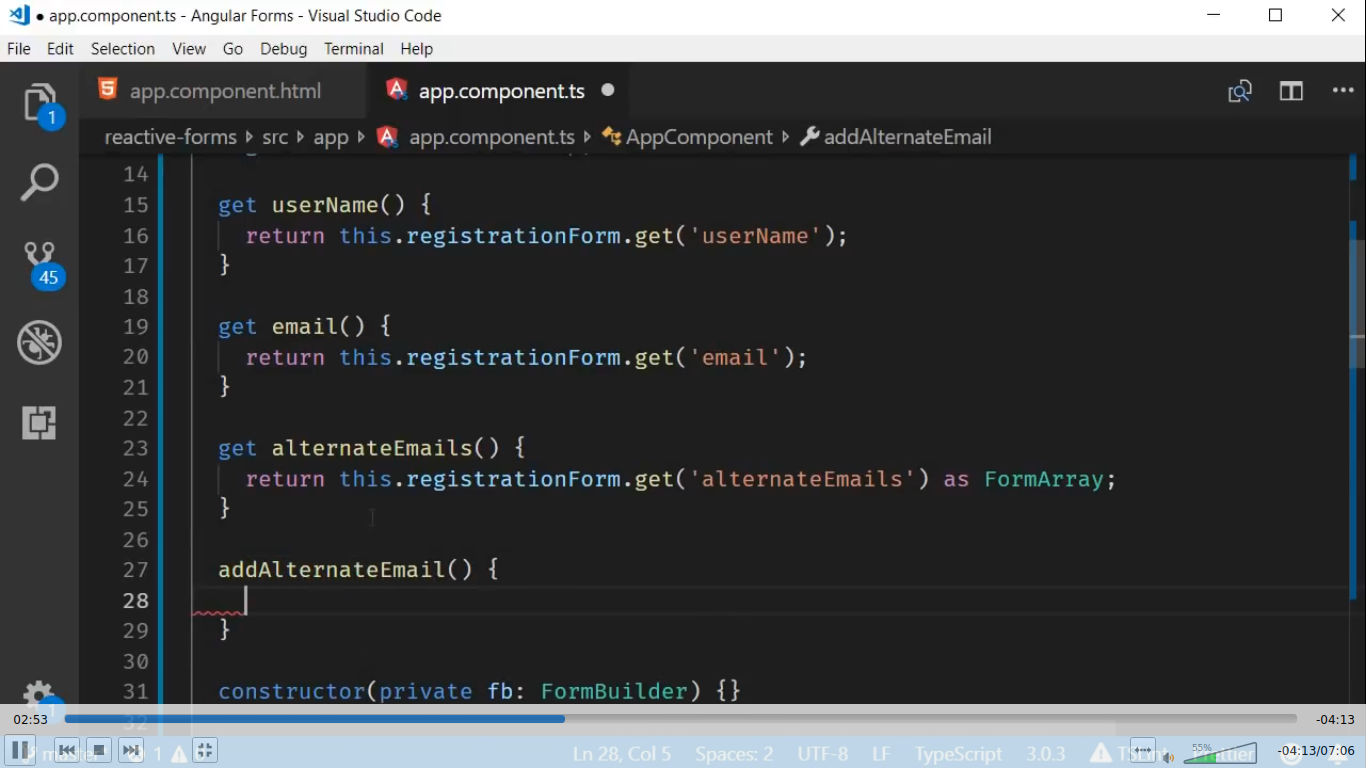 app.component.ts - Angular Forms - Visual Studio Code
File Edit Selection View Go Debug Terminal Help
1
app.component.html app.component.ts
reactive-forms src app app.component.ts AppComponent addAlternateEmail
14
15 get userName() {
16 return this.registrationForm.get('userName');
17 }
18
45
19 get email() {
20 return this.registrationForm.get('email');
21 }
22
23 get alternateEmails() {
24 return this.registrationForm.get('alternateEmails') as FormArray;
25 }
26
27 addAlternateEmail() {
28
29 }
30
31 constructor(private fb: FormBuilder) {}
1
32
02:53 -04:13
1 Ln 28, Col 5 Spaces: 2 UTF-8 LF TypeScript 3.0.3 Prettier
55%
-04:13/07:06